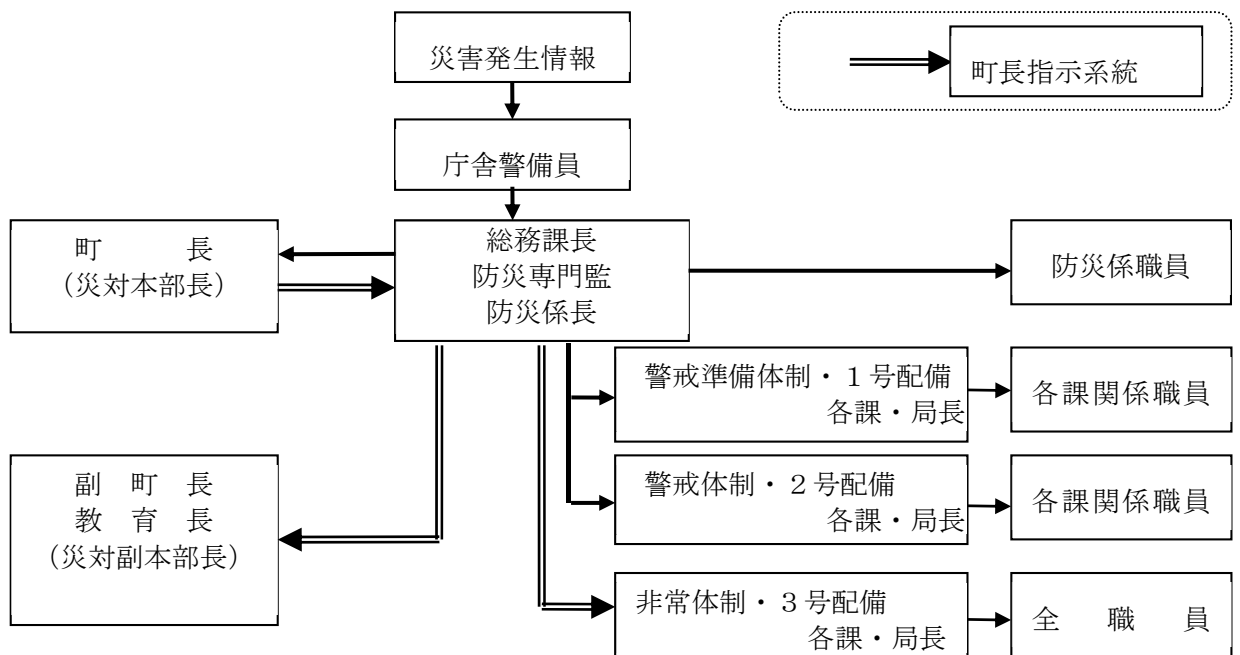 災害発生情報
町長指示系統
庁舎警備員
町　　　長
（災対本部長）
総務課長
防災専門監
防災係長
防災係職員
警戒準備体制・１号配備
各課・局長
各課関係職員
副　町　長
教　育　長
（災対副本部長）
警戒体制・２号配備
各課・局長
各課関係職員
非常体制・３号配備
各課・局長
全　職　員